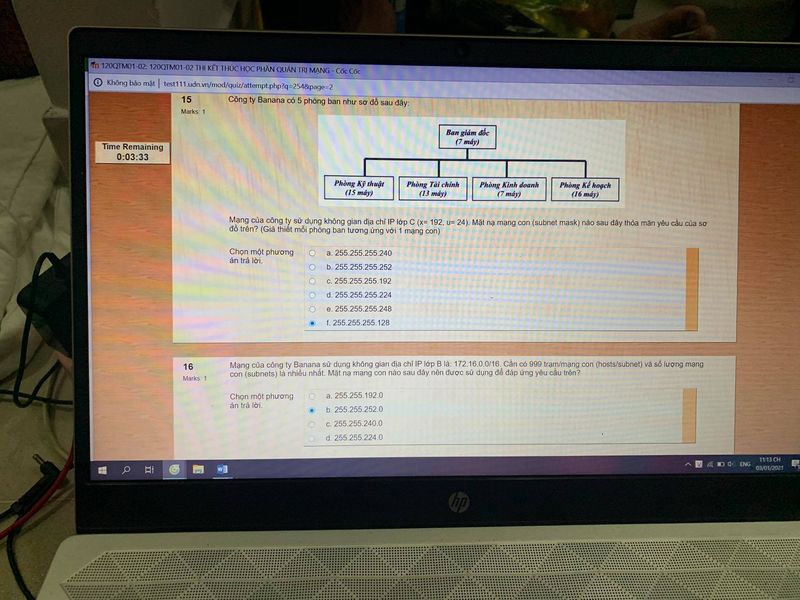 120QTM01-02: 120QTM01-02 THI KẾT THÚC HỌC PHẦN QUẢN TRỊ MẠNG - Cốc Cốc
Không bảo mật | test111.udn.vn/mod/quiz/attempt.php?q=254&page=2
15
Marks: 1
Công ty Banana có 5 phòng ban như sơ đồ sau đây:
Time Remaining
0:03:33
Ban giám đốc
(7 máy)
Phòng Kỹ thuật
(15 máy)
Phòng Tài chính
(13 máy)
Phòng Kinh doanh
(7 máy)
Phòng Kế hoạch
(16 máy)
Mạng của công ty sử dụng không gian địa chỉ IP lớp C (x= 192, u= 24). Mặt nạ mạng con (subnet mask) nào sau đây thỏa mãn yêu cầu của sơ
đồ trên? (Giả thiết mỗi phòng ban tương ứng với 1 mạng con)
Chọn một phương
án trả lời.
a. 255.255.255.240
b. 255.255.255.252
c. 255.255.255.192
d. 255.255.255.224
e. 255.255.255.248
f. 255.255.255.128
16
Marks: 1
Mạng của công ty Banana sử dụng không gian địa chỉ IP lớp B là: 172.16.0.0/16. Cần có 999 trạm/mạng con (hosts/subnet) và số lượng mạng
con (subnets) là nhiều nhất. Mặt nạ mạng con nào sau đây nên được sử dụng để đáp ứng yêu cầu trên?
Chọn một phương
án trả lời.
a. 255.255.192.0
b. 255.255.252.0
c. 255.255.240.0
d. 255.255.224.0
ENG
11:13 CH
03/01/2021
hp